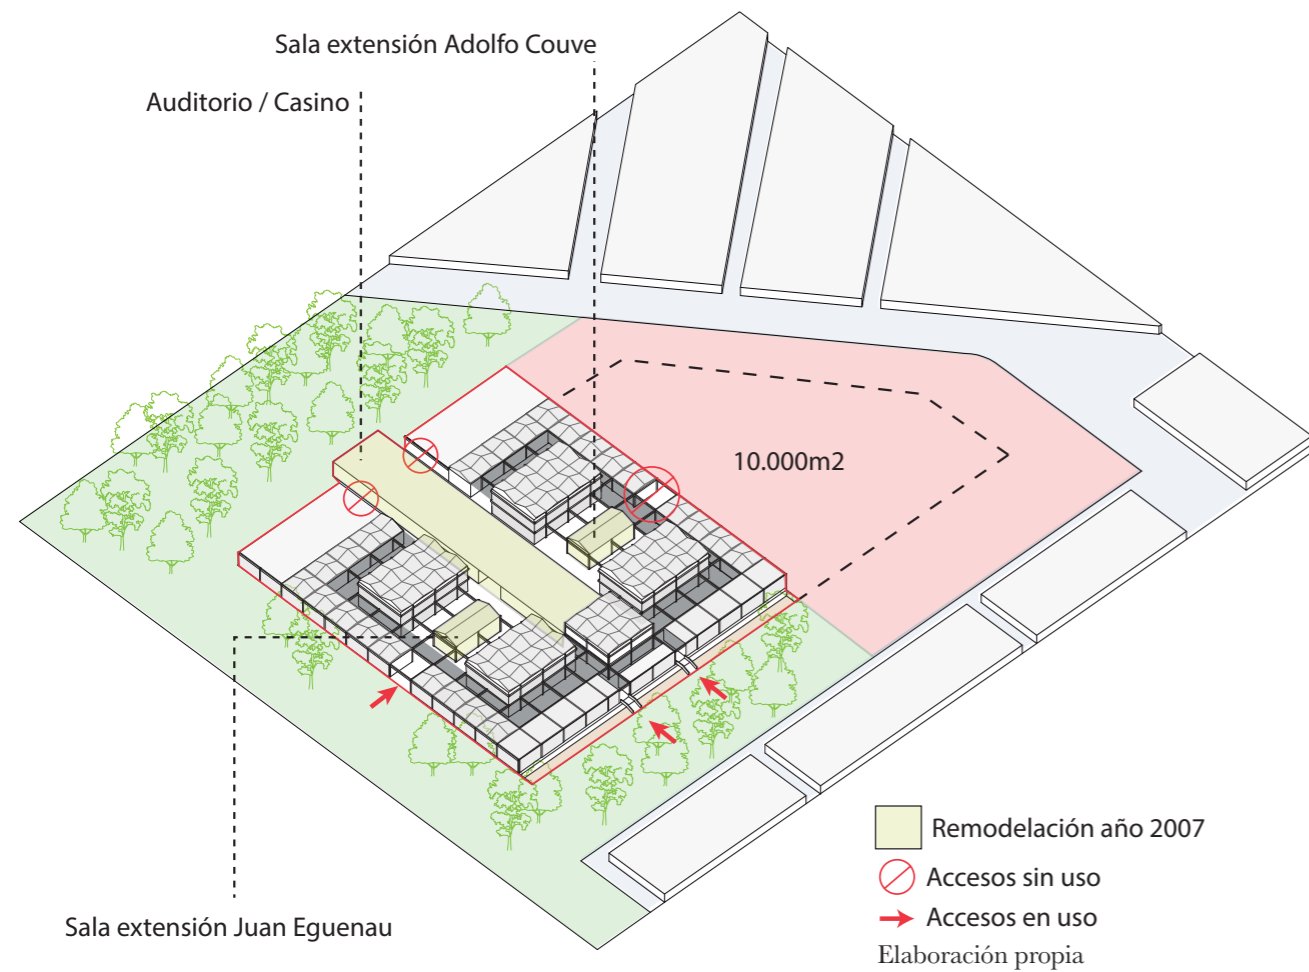 Sala extensión Adolfo Couve
Auditorio / Casino
10.000m2
Remodelación año 2007
Accesos sin uso
Accesos en uso
Sala extensión Juan Eguenau
Elaboración propia